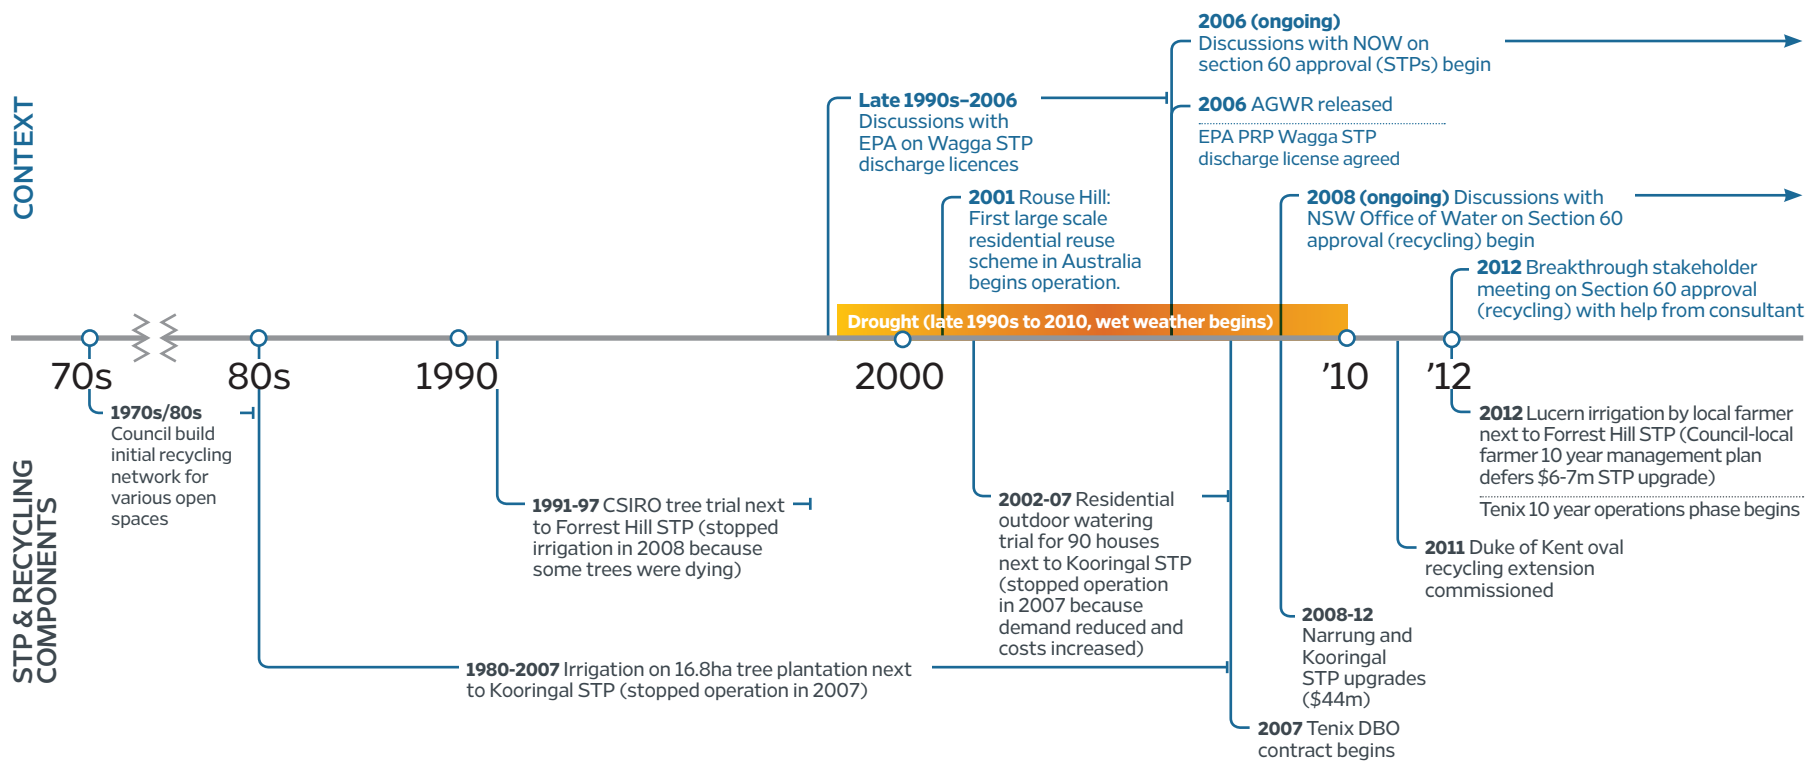 CONTEXT
2006 (ongoing)
Discussions with NOW on
section 60 approval (STPs) begin
Late 1990s–2006
Discussions with
EPA on Wagga STP
discharge licences
2006 AGWR released
EPA PRP Wagga STP
discharge license agreed
2001 Rouse Hill:
First large scale
residential reuse
scheme in Australia
begins operation.
2008 (ongoing) Discussions with
NSW Office of Water on Section 60
approval (recycling) begin
2012 Breakthrough stakeholder
meeting on Section 60 approval
(recycling) with help from consultant
Drought (late 1990s to 2010, wet weather begins)
70s
80s
1990
2000
’10
’12
STP & RECYCLING
COMPONENTS
1970s/80s
Council build
initial recycling
network for
various open
spaces
1991-97 CSIRO tree trial next
to Forrest Hill STP (stopped
irrigation in 2008 because
some trees were dying)
1980-2007 Irrigation on 16.8ha tree plantation next
to Kooringal STP (stopped operation in 2007)
2002-07 Residential
outdoor watering
trial for 90 houses
next to Kooringal STP
(stopped operation
in 2007 because
demand reduced and
costs increased)
2007 Tenix DBO
contract begins
2008-12
Narrung and
Kooringal
STP upgrades
($44m)
2011 Duke of Kent oval
recycling extension
commissioned
2012 Lucern irrigation by local farmer
next to Forrest Hill STP (Council-local
farmer 10 year management plan
defers $6-7m STP upgrade)
Tenix 10 year operations phase begins